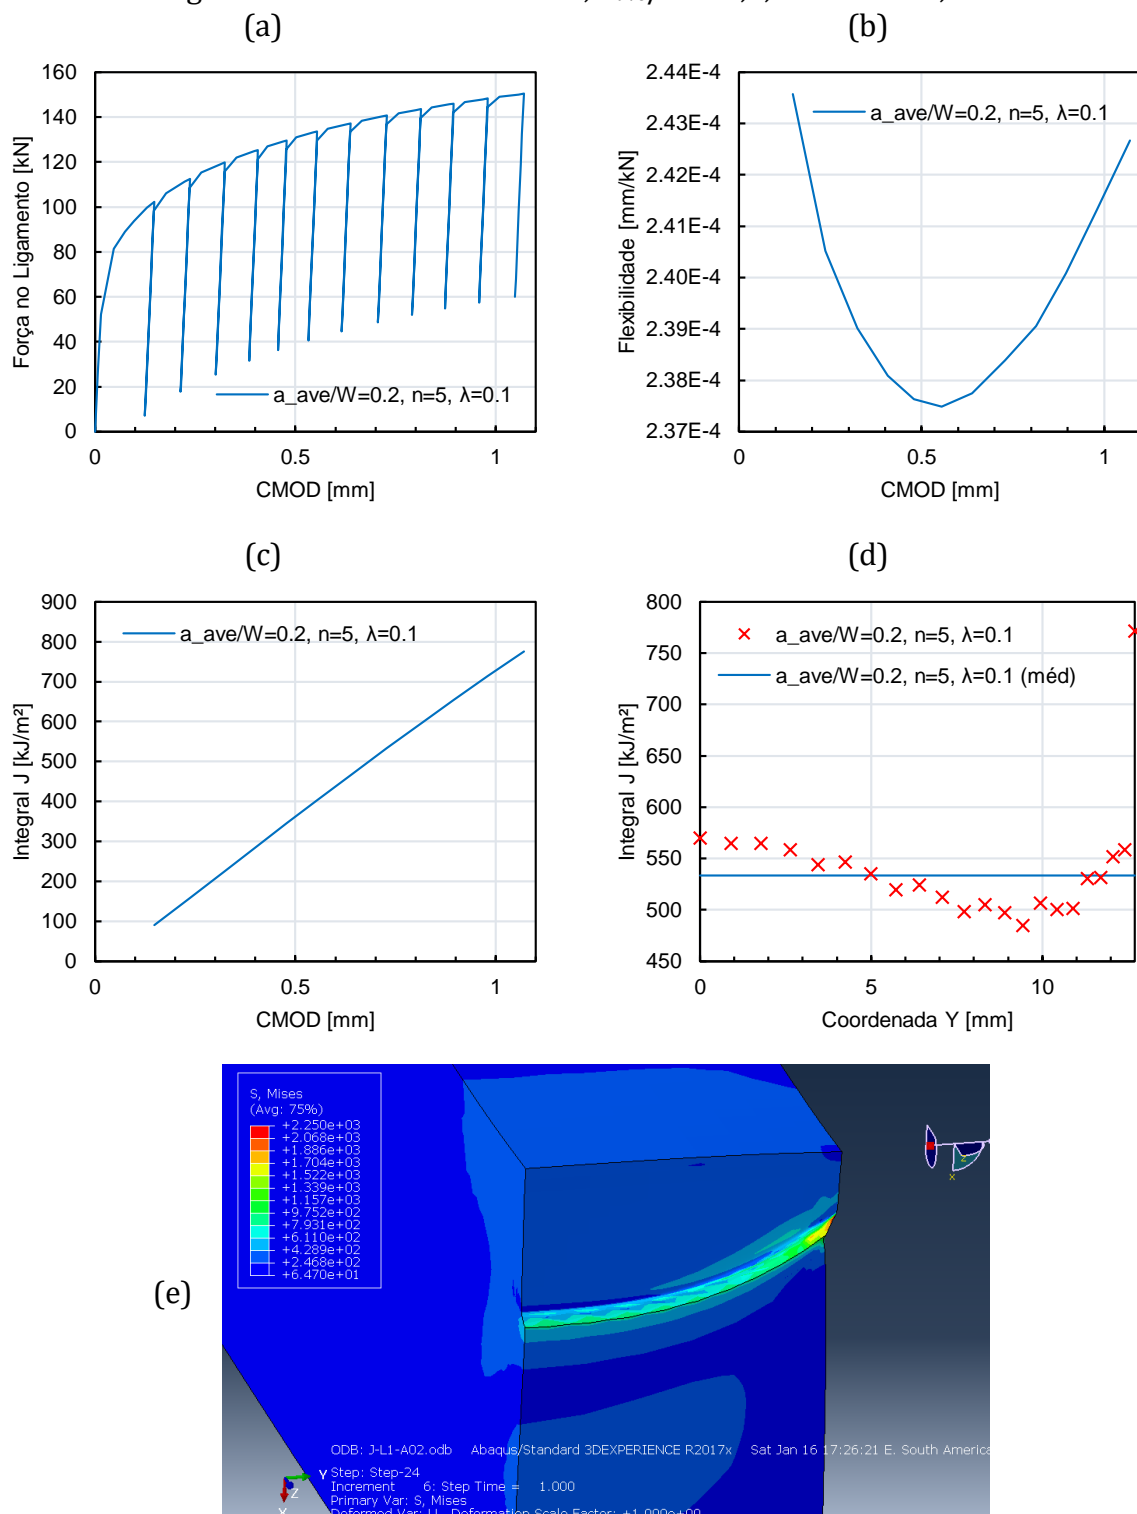 (a)
(b)
160
140
120
100
80
60
40
20
0
0
0.5
1
Força no Ligamento [kN]
CMOD [mm]
a_ave/W=0.2, n=5, λ=0.1
2.44E-4
2.43E-4
2.42E-4
2.41E-4
2.40E-4
2.39E-4
2.38E-4
2.37E-4
0
0.5
1
Flexibilidade [mm/kN]
CMOD [mm]
a_ave/W=0.2, n=5, λ=0.1
(c)
(d)
900
800
700
600
500
400
300
200
100
0
0
0.5
1
Integral J [kJ/m²]
CMOD [mm]
a_ave/W=0.2, n=5, λ=0.1
800
750
700
650
600
550
500
450
0
5
10
Integral J [kJ/m²]
Coordenada Y [mm]
a_ave/W=0.2, n=5, λ=0.1
a_ave/W=0.2, n=5, λ=0.1 (méd)
(e)
S, Mises
(Avg: 75%)
+2.250e+03
+2.068e+03
+1.886e+03
+1.704e+03
+1.522e+03
+1.339e+03
+1.157e+03
+9.752e+02
+7.931e+02
+6.110e+02
+4.289e+02
+2.468e+02
+6.470e+01
Z
X
ODB: J-L1-A02.odb Abaqus/Standard 3DEXPERIENCE R2017x Sat Jan 16 17:26:21 E. South America
Y
Z
X
Step: Step-24
Increment 6: Step Time = 1.000
Primary Var: S, Mises
Deformed Var: U Deformation Scale Factor: +1.000e+00